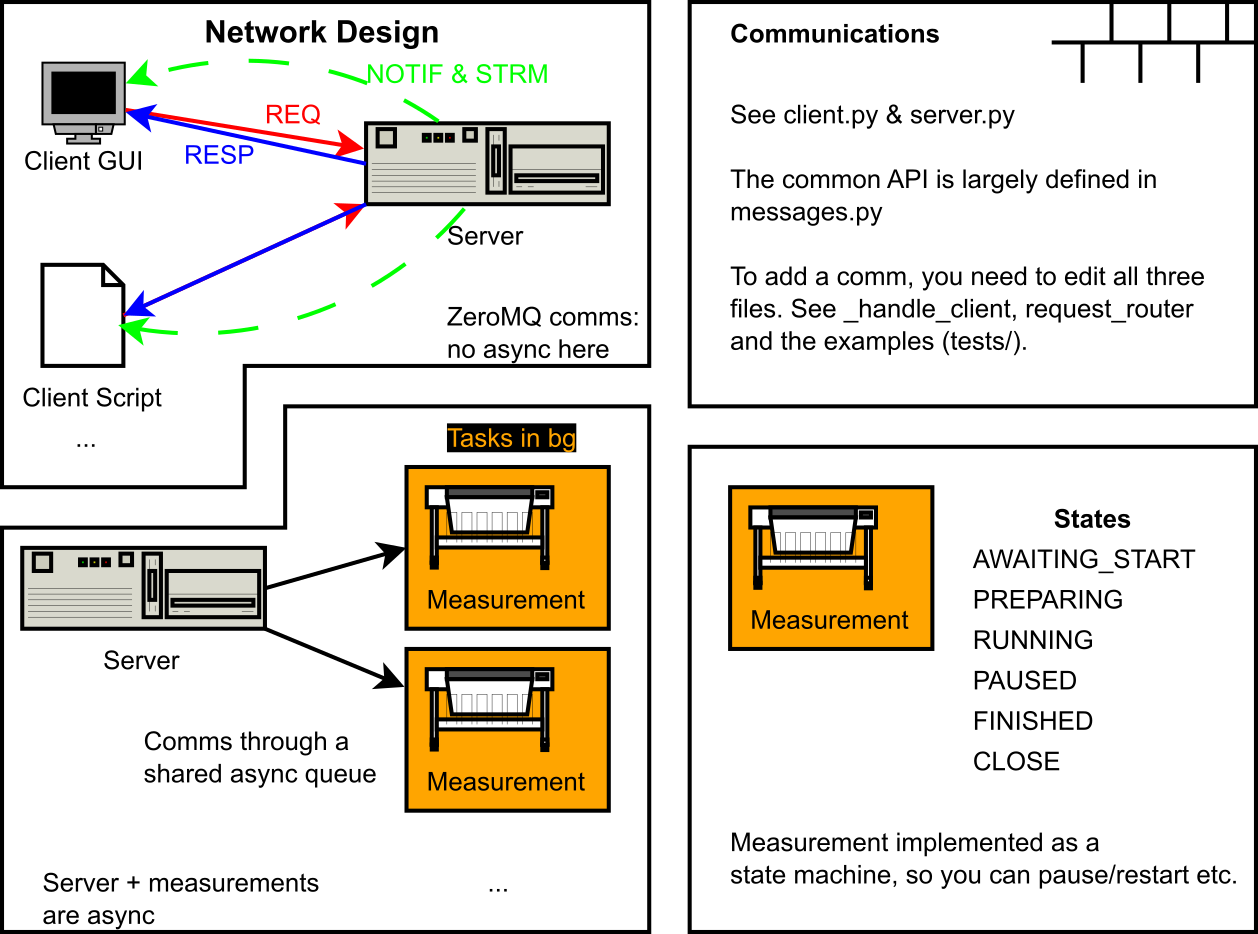 Network Design
NOTIF & STRM
REQ
RESP
Client GUI
Server
ZeroMQ comms:
no async here
Client Script
...
Communications
See client.py & server.py
The common API is largely defined in
messages.py
To add a comm, you need to edit all three
files. See _handle_client, request_router
and the examples (tests/).
Tasks in bg
Measurement
Server
Measurement
Comms through a
shared async queue
Server + measurements
are async
...
Measurement
States
AWAITING_START
PREPARING
RUNNING
PAUSED
FINISHED
CLOSE
Measurement implemented as a
state machine, so you can pause/restart etc.